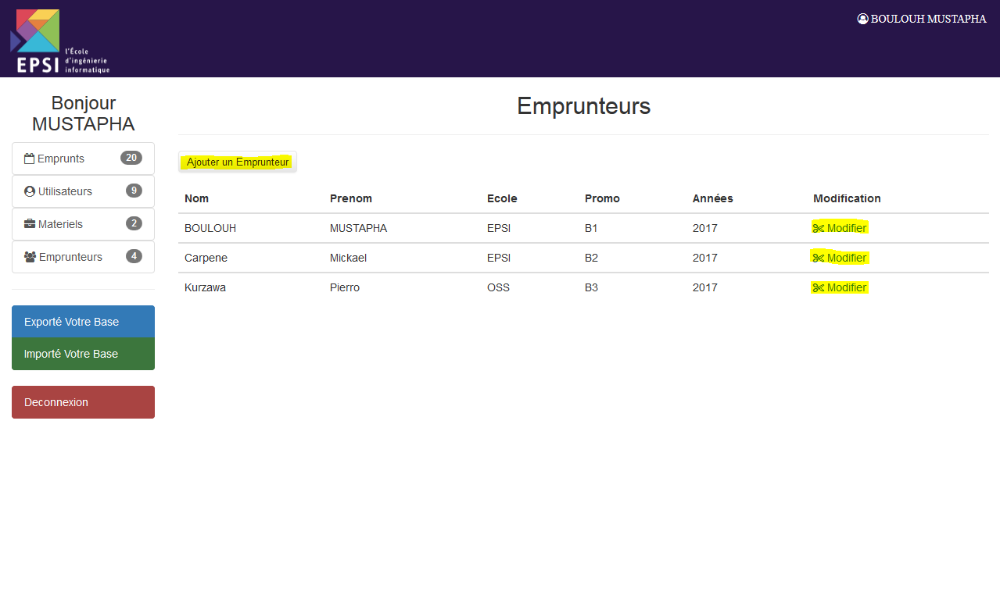 EPSI
l'École
d'ingénierie
informatique
BOULOUH MUSTAPHA
Bonjour
MUSTAPHA
Emprunts 20
Utilisateurs 9
Materiels 2
Emprunteurs 4
Exporté Votre Base
Importé Votre Base
Deconnexion
Emprunteurs
Ajouter un Emprunteur
Nom Prenom Ecole Promo Années Modification
BOULOUH MUSTAPHA EPSI B1 2017 Modifier
Carpene Mickael EPSI B2 2017 Modifier
Kurzawa Pierro OSS B3 2017 Modifier